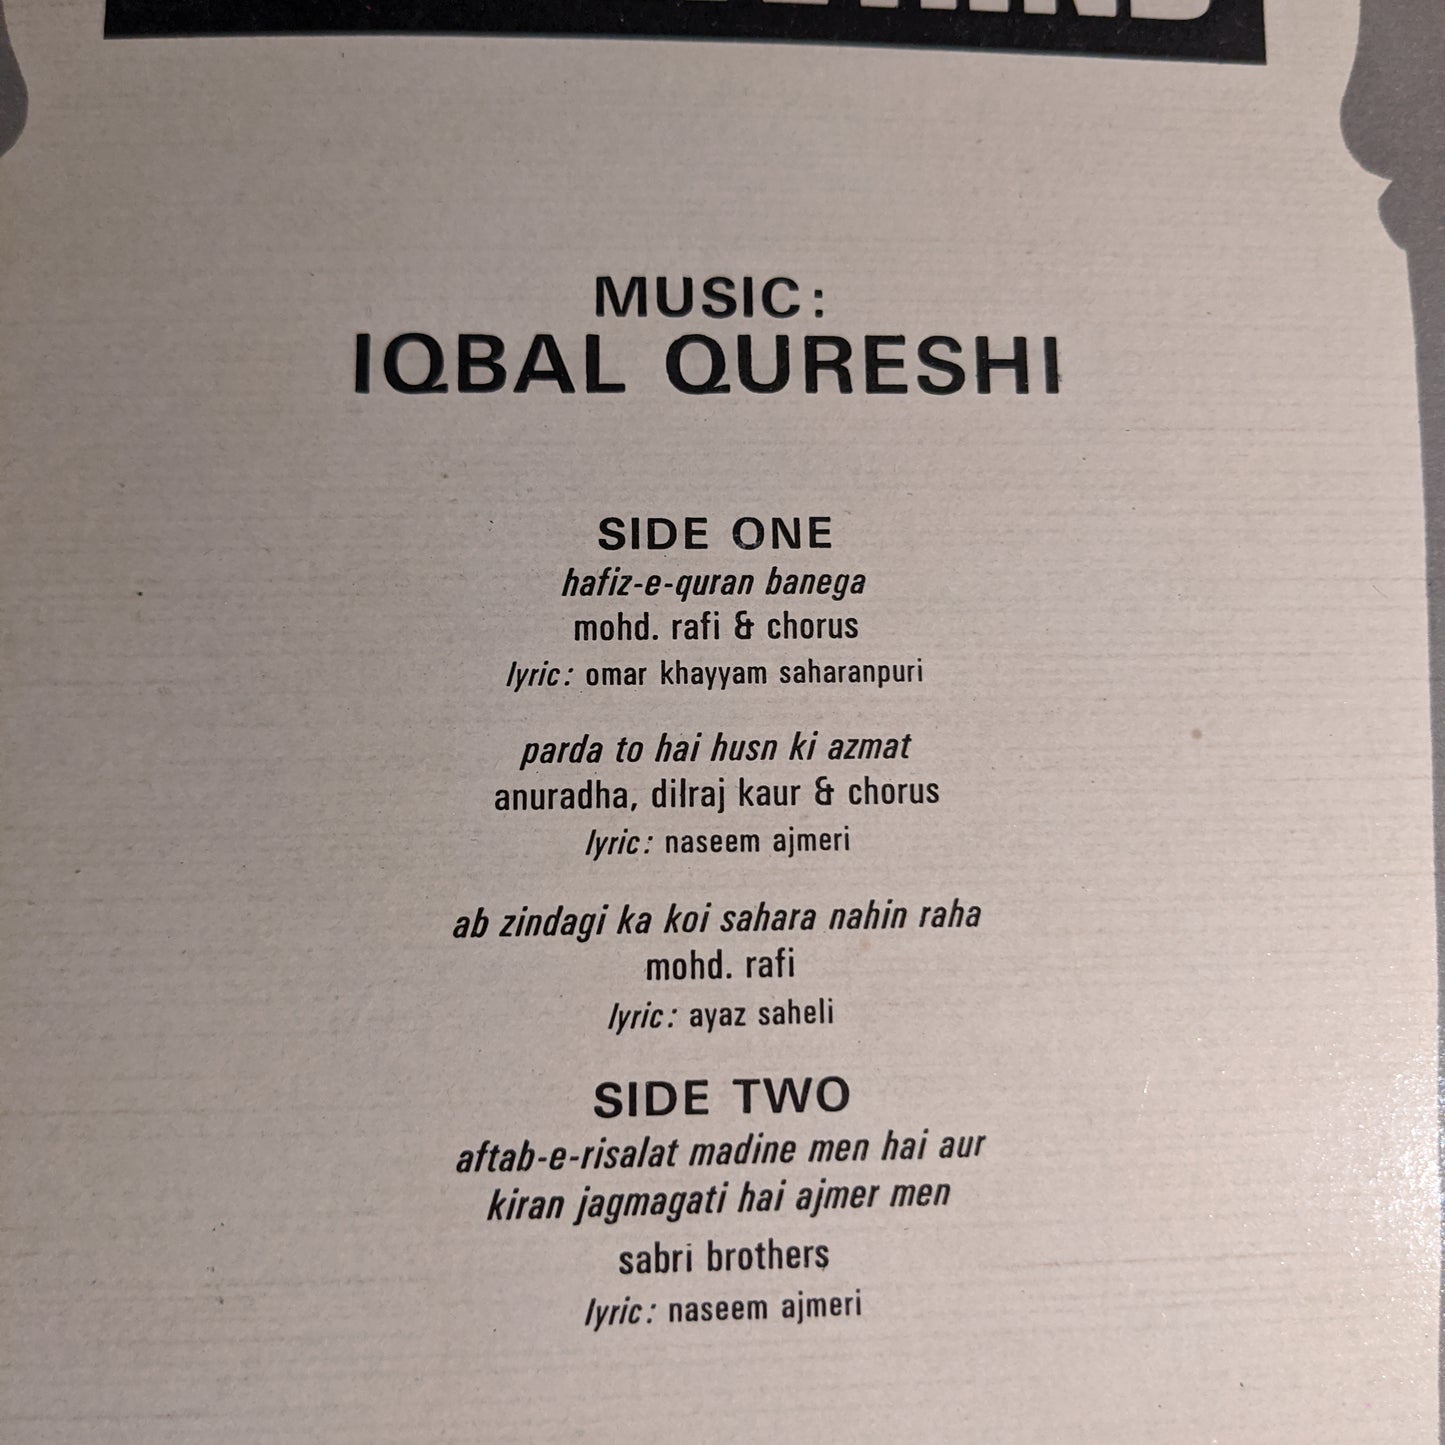 MUSIC:
IQBAL QURESHI
SIDE ONE
hafiz-e-quran banega
mohd. rafi & chorus
lyric: omar khayyam saharanpuri
parda to hai husn ki azmat
anuradha, dilraj kaur & chorus
lyric: naseem ajmeri
ab zindagi ka koi sahara nahin raha
mohd. rafi
lyric: ayaz saheli
SIDE TWO
aftab-e-risalat madine men hai aur
kiran jagmagati hai ajmer men
sabri brothers
lyric: naseem ajmeri